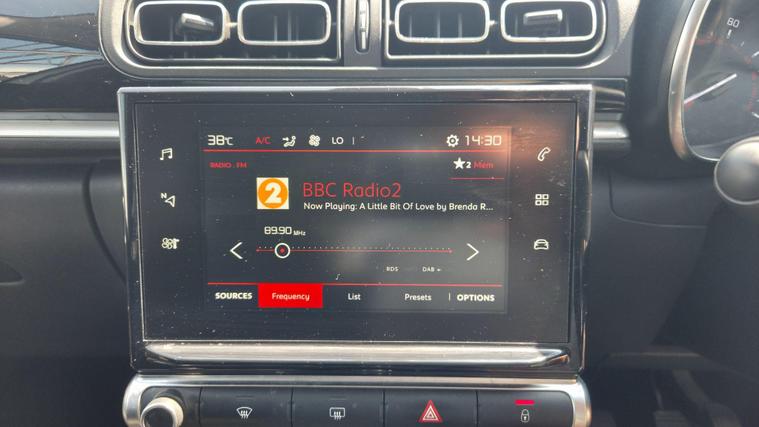 80
38°C A/C LO 14:30
RADIO . FM
2 Mem
2 BBC Radio2
Now Playing: A Little Bit Of Love by Brenda R...
N
89.90 MHz
RDS DAB
SOURCES Frequency List Presets OPTIONS